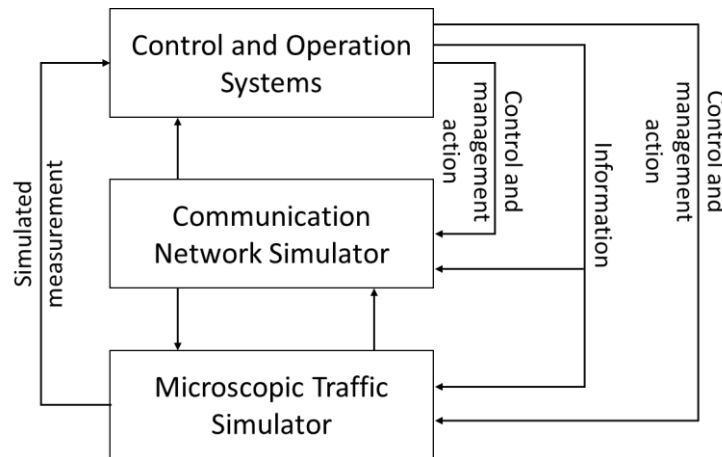 Control and Operation
Systems
Control and
management
action
Information
Control and
management
action
Simulated
measurement
Communication
Network Simulator
Microscopic Traffic
Simulator